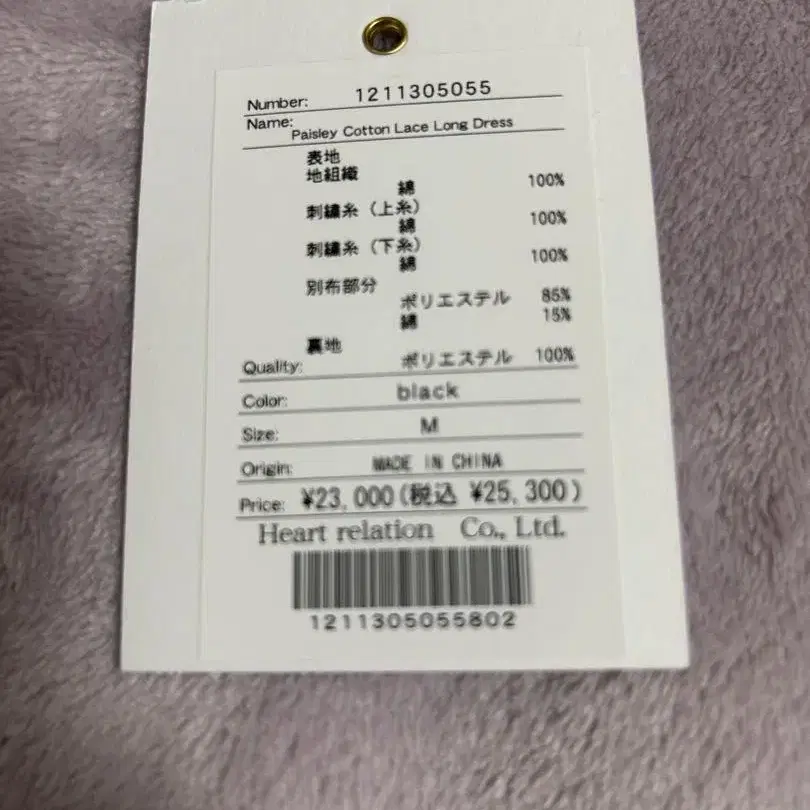 Number: 1211305055
Name: Paisley Cotton Lace Long Dress
表地
地組織
綿 100%
刺繍糸（上糸）
綿 100%
刺繍糸（下糸）
綿 100%
別布部分
ポリエステル 85%
綿 15%
裏地
Quality: ポリエステル 100%
Color: black
Size: M
Origin: MADE IN CHINA
Price: ¥23,000(税込 ¥25,300)
Heart relation Co., Ltd.
1211305055802